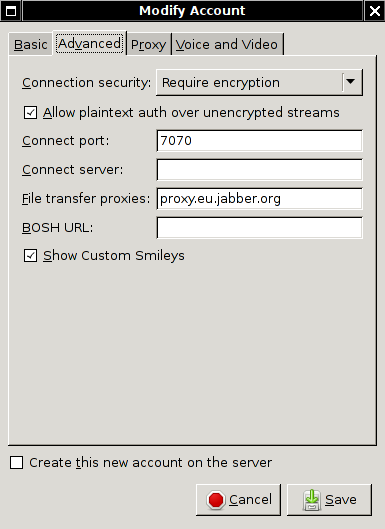 Modify Account
Basic Advanced Proxy Voice and Video
Connection security: Require encryption
Allow plaintext auth over unencrypted streams
Connect port: 7070
Connect server:
File transfer proxies: proxy.eu.jabber.org
BOSH URL:
Show Custom Smileys
Create this new account on the server
Cancel Save